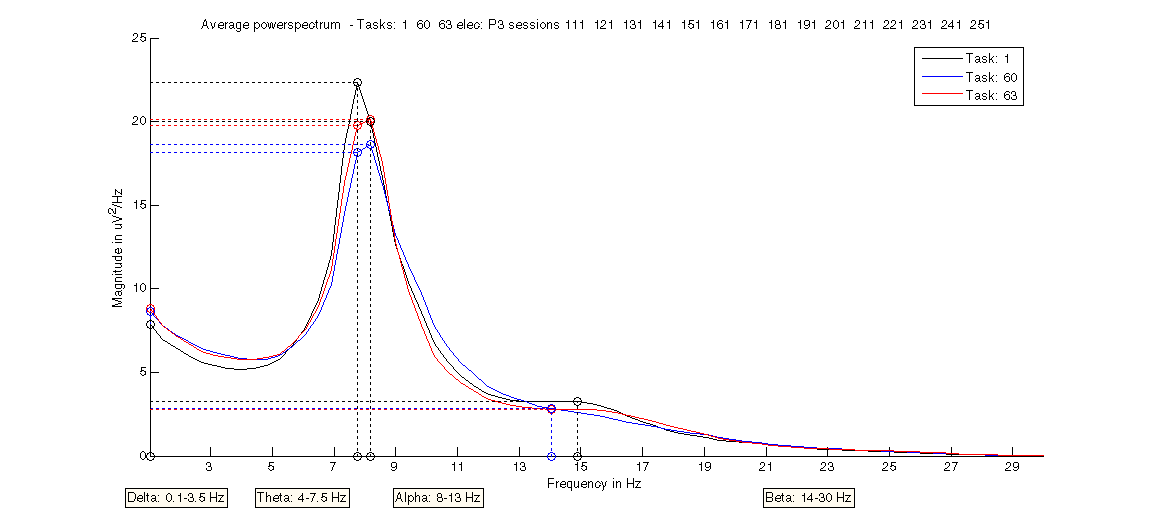 Average powerspectrum - Tasks: 1 60 63 elec: P3 sessions 111 121 131 141 151 161 171 181 191 201 211 221 231 241 251
25
Task: 1
Task: 60
Task: 63
20
15
10
5
0
Magnitude in uV^2/Hz
3 5 7 9 11 13 15 17 19 21 23 25 27 29
Frequency in Hz
Delta: 0.1-3.5 Hz Theta: 4-7.5 Hz Alpha: 8-13 Hz Beta: 14-30 Hz